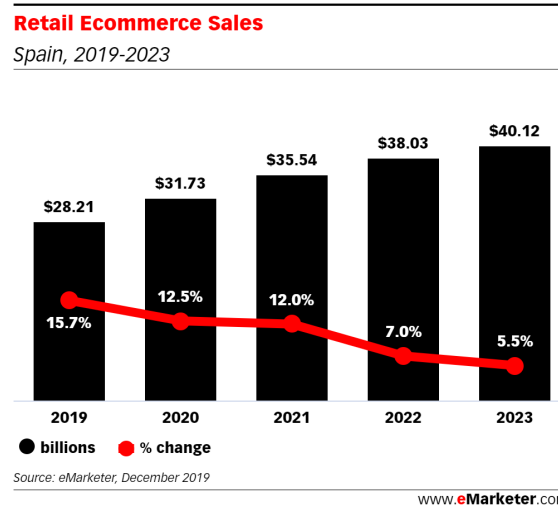 Retail Ecommerce Sales
Spain, 2019-2023
$28.21
$31.73
$35.54
$38.03
$40.12
15.7%
12.5%
12.0%
7.0%
5.5%
2019 2020 2021 2022 2023
billions % change
Source: eMarketer, December 2019
www.eMarketer.co